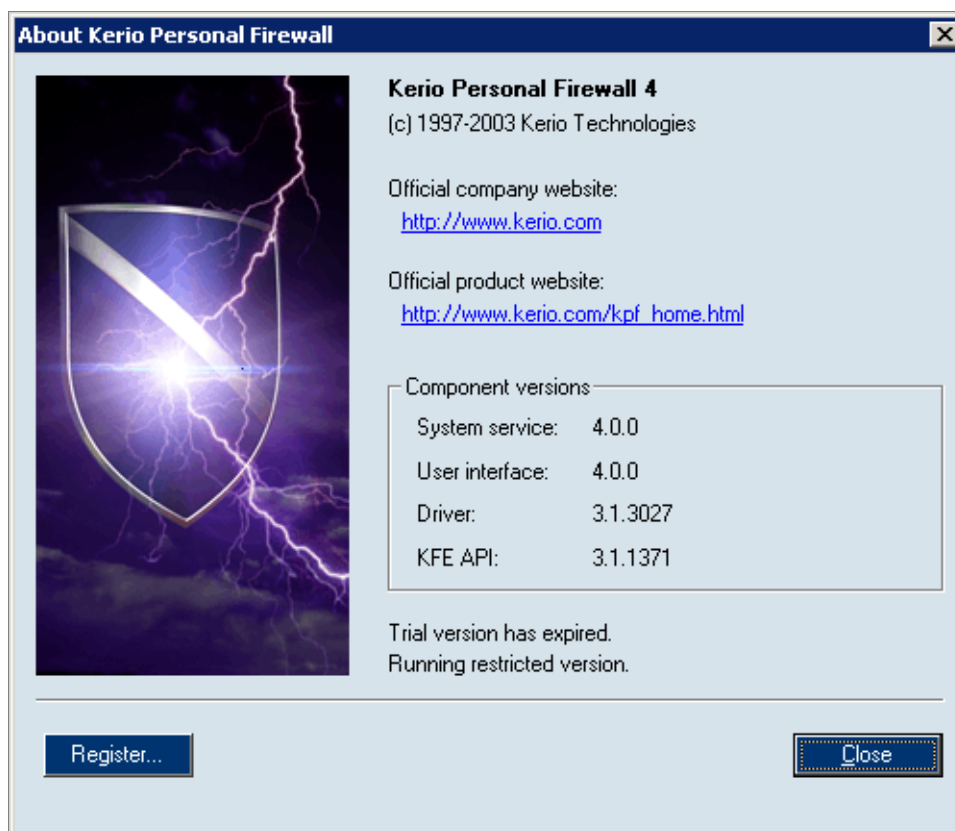 About Kerio Personal Firewall
Kerio Personal Firewall 4
(c) 1997-2003 Kerio Technologies
Official company website:
http://www.kerio.com
Official product website:
http://www.kerio.com/kpf_home.html
Component versions
System service: 4.0.0
User interface: 4.0.0
Driver: 3.1.3027
KFE API: 3.1.1371
Trial version has expired.
Running restricted version.
Register...
Close